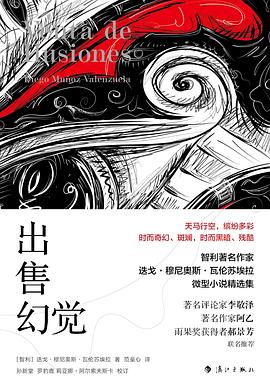 Venta de
ilusiones
Diego Muñoz Valenzuela
天马行空，缤纷多彩
时而奇幻、斑斓，时而黑暗、残酷
智利著名作家
迭戈·穆尼奥斯·瓦伦苏埃拉
微型小说精选集
著名评论家李敬泽
著名作家阿乙
雨果奖获得者郝景芳
联名推荐
出售
幻觉
[智利] 迭戈·穆尼奥斯·瓦伦苏埃拉 著 范童心 译
孙新堂 罗豹鹿 莉亚娜·阿尔索夫斯卡 校订
漓江出版社